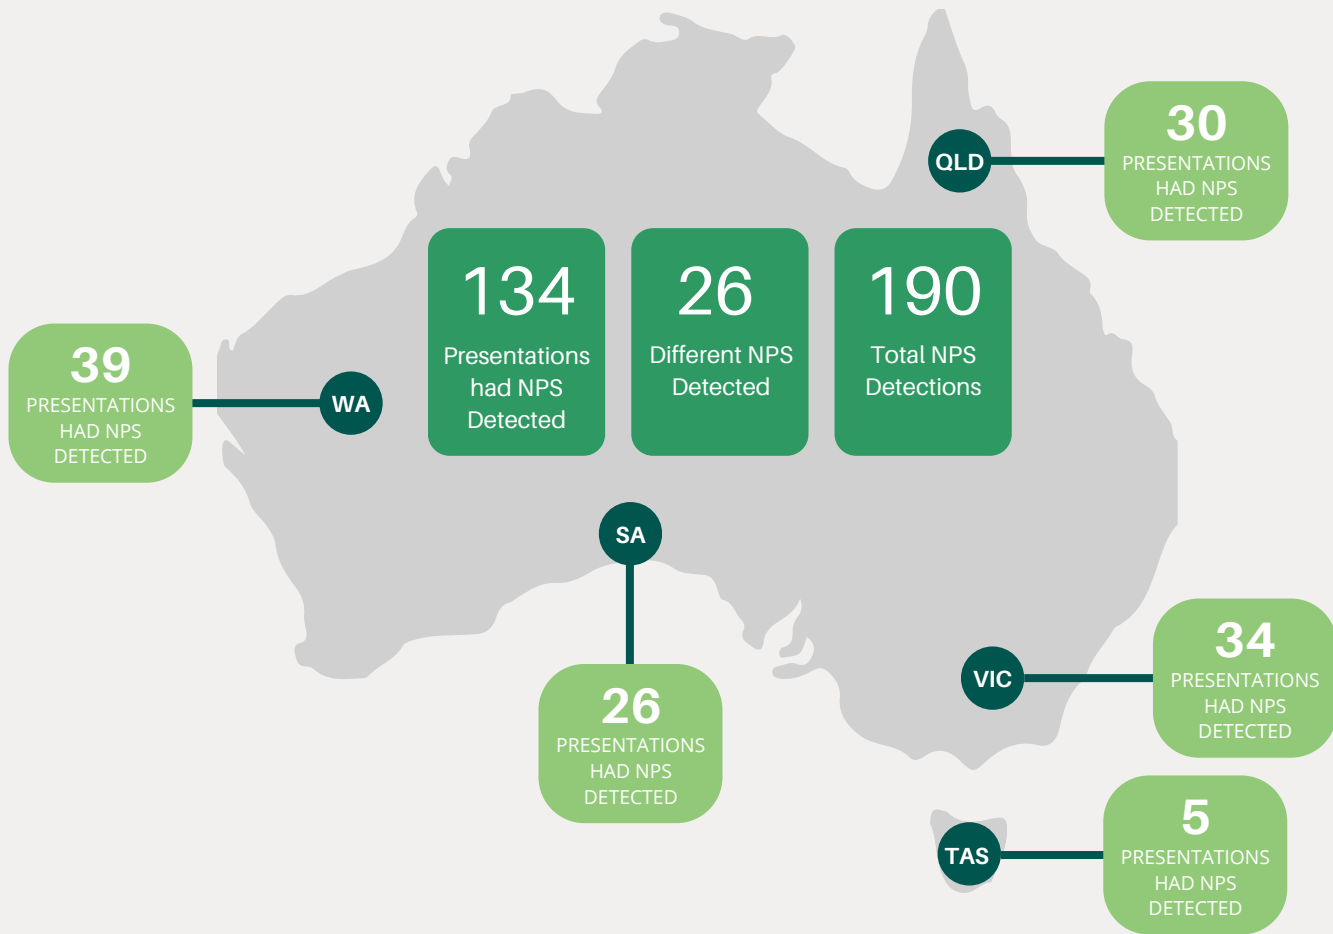 30
PRESENTATIONS
HAD NPS
DETECTED
QLD
134
Presentations
had NPS
Detected
26
Different NPS
Detected
190
Total NPS
Detections
39
PRESENTATIONS
HAD NPS
DETECTED
WA
SA
26
PRESENTATIONS
HAD NPS
DETECTED
VIC
34
PRESENTATIONS
HAD NPS
DETECTED
TAS
5
PRESENTATIONS
HAD NPS
DETECTED